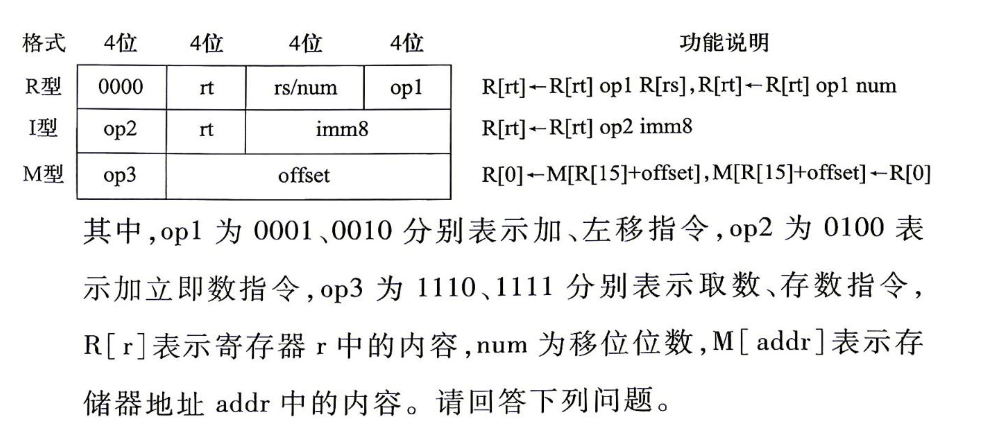 格式 4位 4位 4位 4位 功能说明
R型 0000 rt rs/num op1 R[rt]←R[rt] op1 R[rs],R[rt]←R[rt] op1 num
I型 op2 rt imm8 R[rt]←R[rt] op2 imm8
M型 op3 offset R[0]←M[R[15]+offset],M[R[15]+offset]←R[0]
其中,op1 为 0001、0010 分别表示加、左移指令,op2 为 0100 表
示加立即数指令,op3 为 1110、1111 分别表示取数、存数指令,
R[r]表示寄存器 r 中的内容,num 为移位位数,M[addr]表示存
储器地址 addr 中的内容。请回答下列问题。